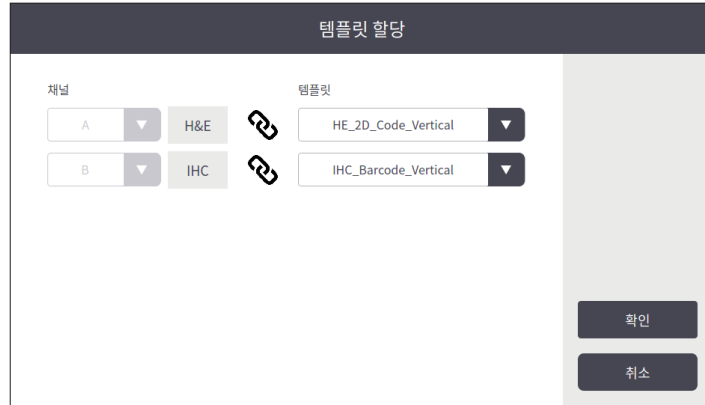 템플릿 할당
채널 템플릿
A ▼ H&E HE_2D_Code_Vertical ▼
B ▼ IHC IHC_Barcode_Vertical ▼
확인
취소